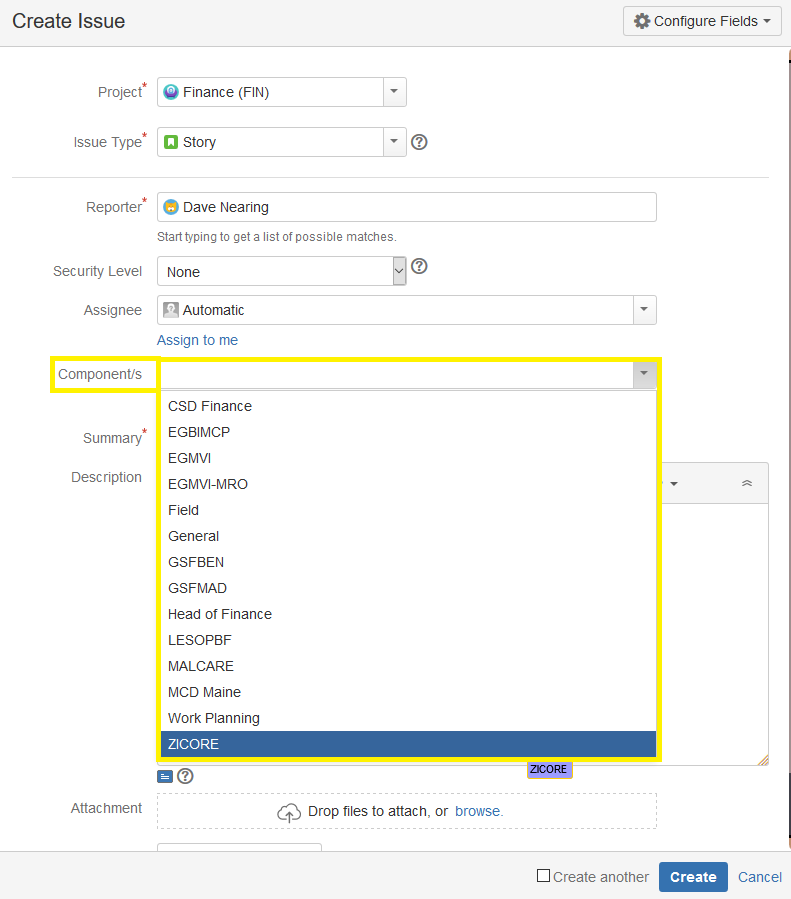 Create Issue
Configure Fields
Project*
Finance (FIN)
Issue Type*
Story
Reporter*
Dave Nearing
Start typing to get a list of possible matches.
Security Level
None
Assignee
Automatic
Assign to me
Component/s
CSD Finance
EGBIMCP
Summary*
EGMVI
Description
EGMVI-MRO
Field
General
GSFBEN
GSFMAD
Head of Finance
LESOPBF
MALCARE
MCD Maine
Work Planning
ZICORE
ZICORE
Attachment
Drop files to attach, or browse.
Create another
Create
Cancel